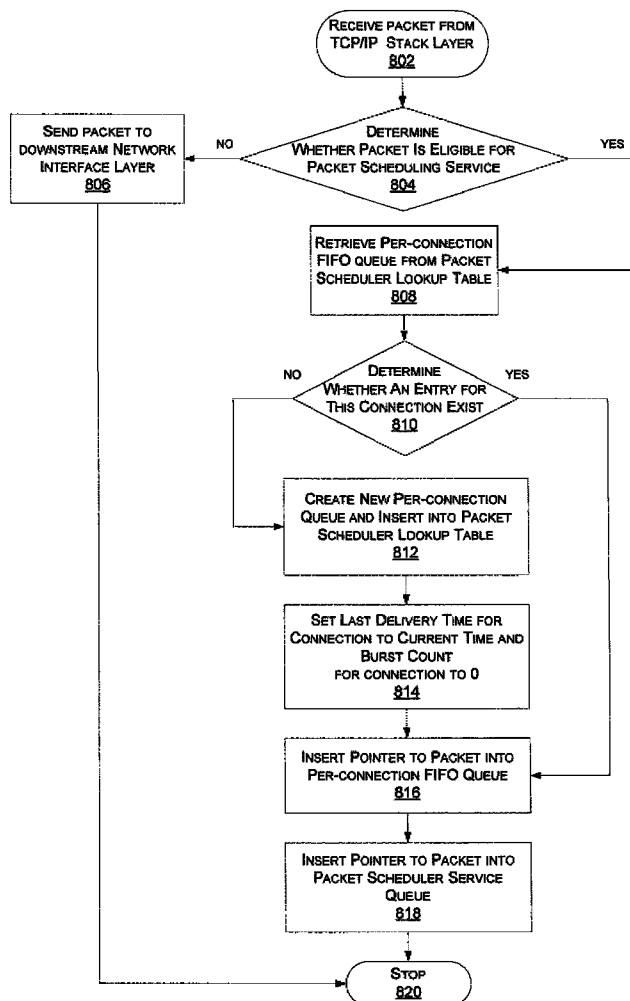 RECEIVE PACKET FROM
TCP/IP STACK LAYER
802
SEND PACKET TO
DOWNSTREAM NETWORK
INTERFACE LAYER
806
NO
DETERMINE
WHETHER PACKET IS ELIGIBLE FOR
PACKET SCHEDULING SERVICE
804
YES
RETRIEVE PER-CONNECTION
FIFO QUEUE FROM PACKET
SCHEDULER LOOKUP TABLE
808
NO
DETERMINE
WHETHER AN ENTRY FOR
THIS CONNECTION EXIST
810
YES
CREATE NEW PER-CONNECTION
QUEUE AND INSERT INTO PACKET
SCHEDULER LOOKUP TABLE
812
SET LAST DELIVERY TIME FOR
CONNECTION TO CURRENT TIME AND
BURST COUNT
FOR CONNECTION TO 0
814
INSERT POINTER TO PACKET INTO
PER-CONNECTION FIFO QUEUE
816
INSERT POINTER TO PACKET INTO
PACKET SCHEDULER SERVICE
QUEUE
818
STOP
820